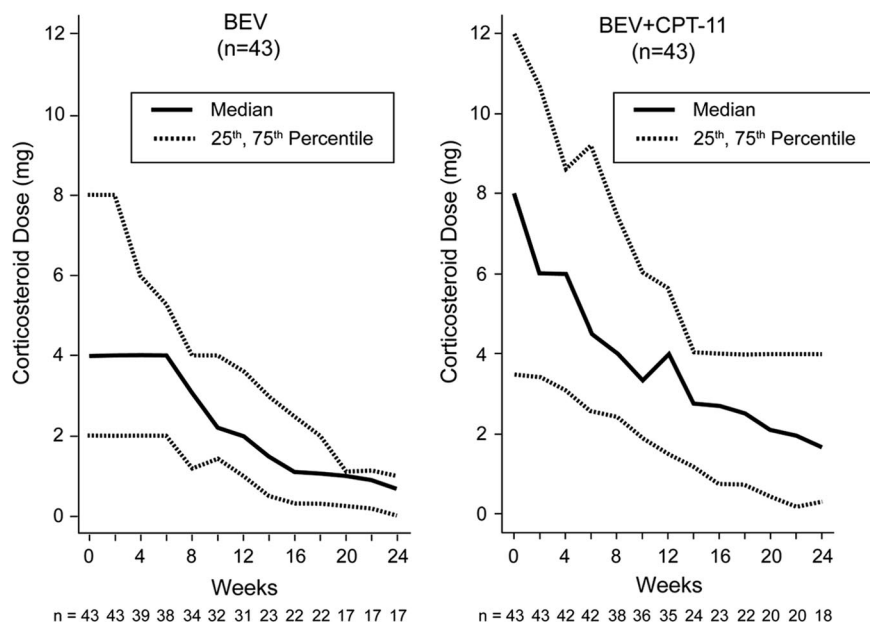 BEV
(n=43)
Median
25th, 75th Percentile
Corticosteroid Dose (mg)
12
10
8
6
4
2
0
0 4 8 12 16 20 24
Weeks
n = 43 43 39 38 34 32 31 23 22 22 17 17 17
BEV+CPT-11
(n=43)
Median
25th, 75th Percentile
Corticosteroid Dose (mg)
12
10
8
6
4
2
0
0 4 8 12 16 20 24
Weeks
n = 43 43 42 42 38 36 35 24 23 22 20 20 18